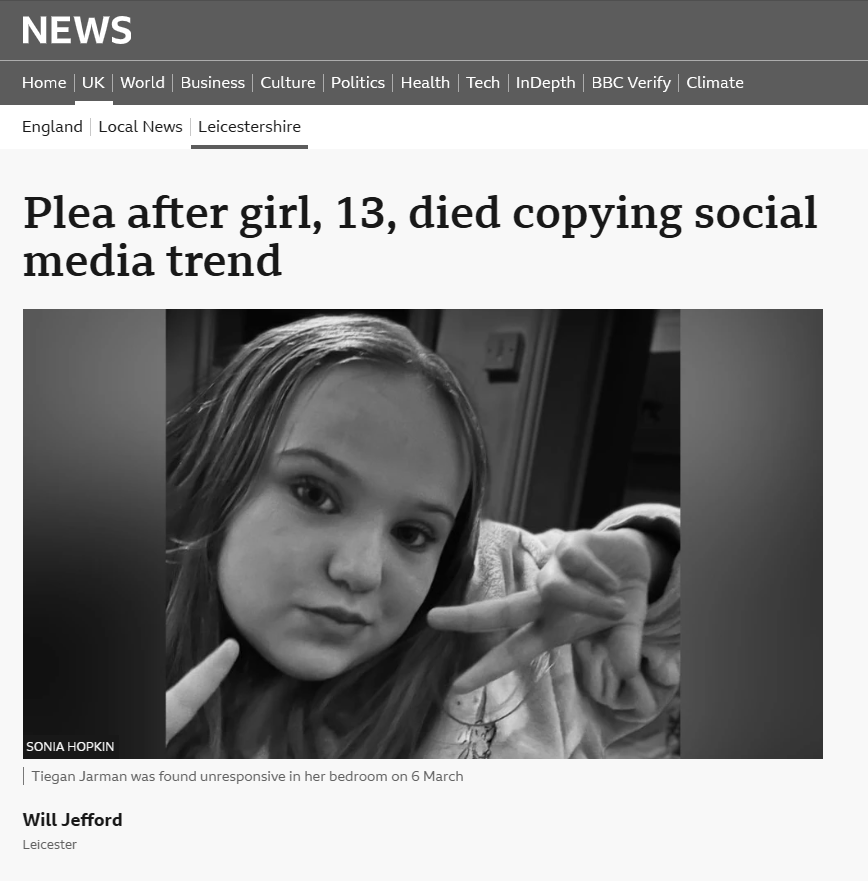 NEWS
Home UK World Business Culture Politics Health Tech InDepth BBC Verify Climate
England Local News Leicestershire
Plea after girl, 13, died copying social
media trend
SONIA HOPKIN
Tiegan Jarman was found unresponsive in her bedroom on 6 March
Will Jefford
Leicester